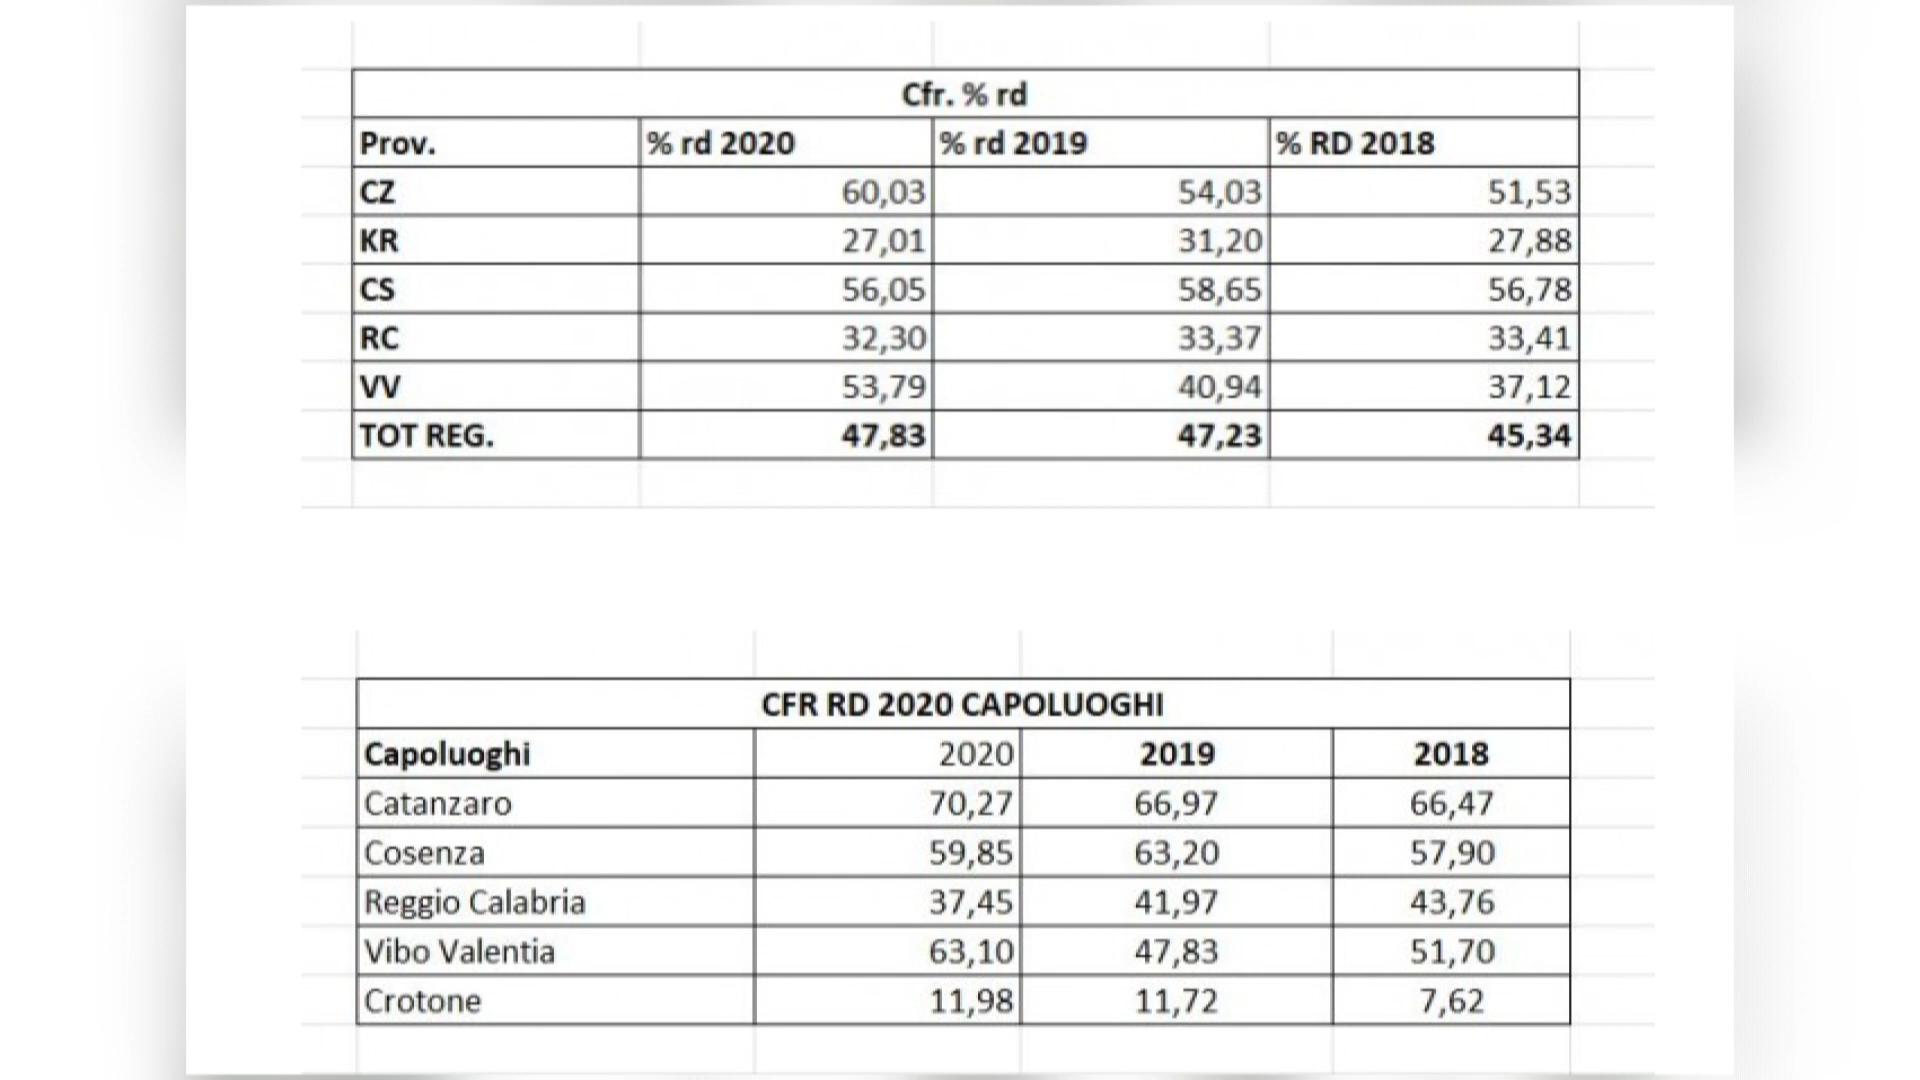 Cfr. % rd
Prov. % rd 2020 % rd 2019 % RD 2018
CZ 60,03 54,03 51,53
KR 27,01 31,20 27,88
CS 56,05 58,65 56,78
RC 32,30 33,37 33,41
VV 53,79 40,94 37,12
TOT REG. 47,83 47,23 45,34
CFR RD 2020 CAPOLUOGHI
Capoluoghi 2020 2019 2018
Catanzaro 70,27 66,97 66,47
Cosenza 59,85 63,20 57,90
Reggio Calabria 37,45 41,97 43,76
Vibo Valentia 63,10 47,83 51,70
Crotone 11,98 11,72 7,62